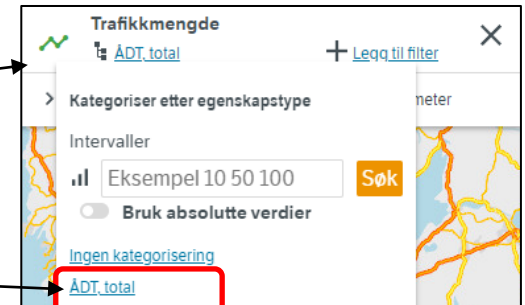 Trafikkmengde
ÅDT, total
Legg til filter
Kategoriser etter egenskapstype
meter
Intervaller
Eksempel 10 50 100
Søk
Bruk absolutte verdier
Ingen kategorisering
ÅDT, total